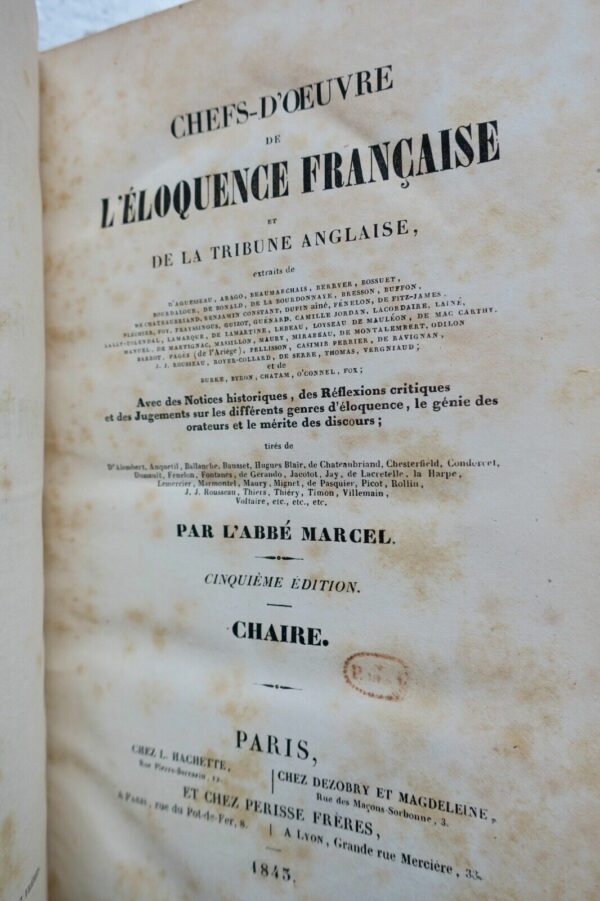 CHEFS-D'ŒUVRE
DE
L'ÉLOQUENCE FRANÇAISE
ET
DE LA TRIBUNE ANGLAISE,
extraits de
D'AGUESSEAU, ARAGO, BEAUMARCHAIS, BERRYER, BOSSUET,
BOURDALOUE, DE BONALD, DE LA BOURDONNAYE, BRESSON, BUFFON,
DE CHATEAUBRIAND, BENJAMIN CONSTANT, DUPIN aîné, FÉNELON, DE FITZ-JAMES,
FLÉCHIER, FOY, FRAYSSINOUS, GUIZOT, GUÉNARD, CAMILLE JORDAN, LACORDAIRE, LAINÉ,
LALLY-TOLENDAL, LAMARQUE, DE LAMARTINE, LEBEAU, LOYSEAU DE MAULÉON, DE MAC CARTHY,
MANUEL, DE MARTIGNAC, MASSILLON, MAURY, MIRABEAU, DE MONTALEMBERT, ODILON
BARROT, PAGÈS (de l'Ariège), PELLISSON, CASIMIR PERRIER, DE RAVIGNAN,
J. J. ROUSSEAU, ROYER-COLLARD, DE SERRE, THOMAS, VERGNIAUD;
et de
BURKE, BYRON, CHATAM, O'CONNEL, FOX;
Avec des Notices historiques, des Réflexions critiques
et des Jugements sur les différents genres d'éloquence, le génie des
orateurs et le mérite des discours;
tirés de
D'Alembert, Anquetil, Ballanche, Bausset, Hugues Blair, de Chateaubriand, Chesterfield, Condorcet,
Dussault, Fenelon, Fontanes, de Gerando, Jacotot, Jay, de Lacretelle, la Harpe,
Lemercier, Marmontel, Maury, Mignet, de Pasquier, Picot, Rollin,
J. J. Rousseau, Thiers, Thiéry, Timon, Villemain,
Voltaire, etc., etc., etc.
PAR L'ABBÉ MARCEL.
CINQUIÈME ÉDITION.
CHAIRE.
PARIS,
CHEZ L. HACHETTE,
Rue Pierre-Sarrazin, 12.
CHEZ DEZOBRY ET MAGDELEINE,
Rue des Maçons-Sorbonne, 3.
ET CHEZ PERISSE FRÈRES,
A PARIS, rue du Pot-de-Fer, 8.
A LYON, Grande rue Mercière, 33.
1843.